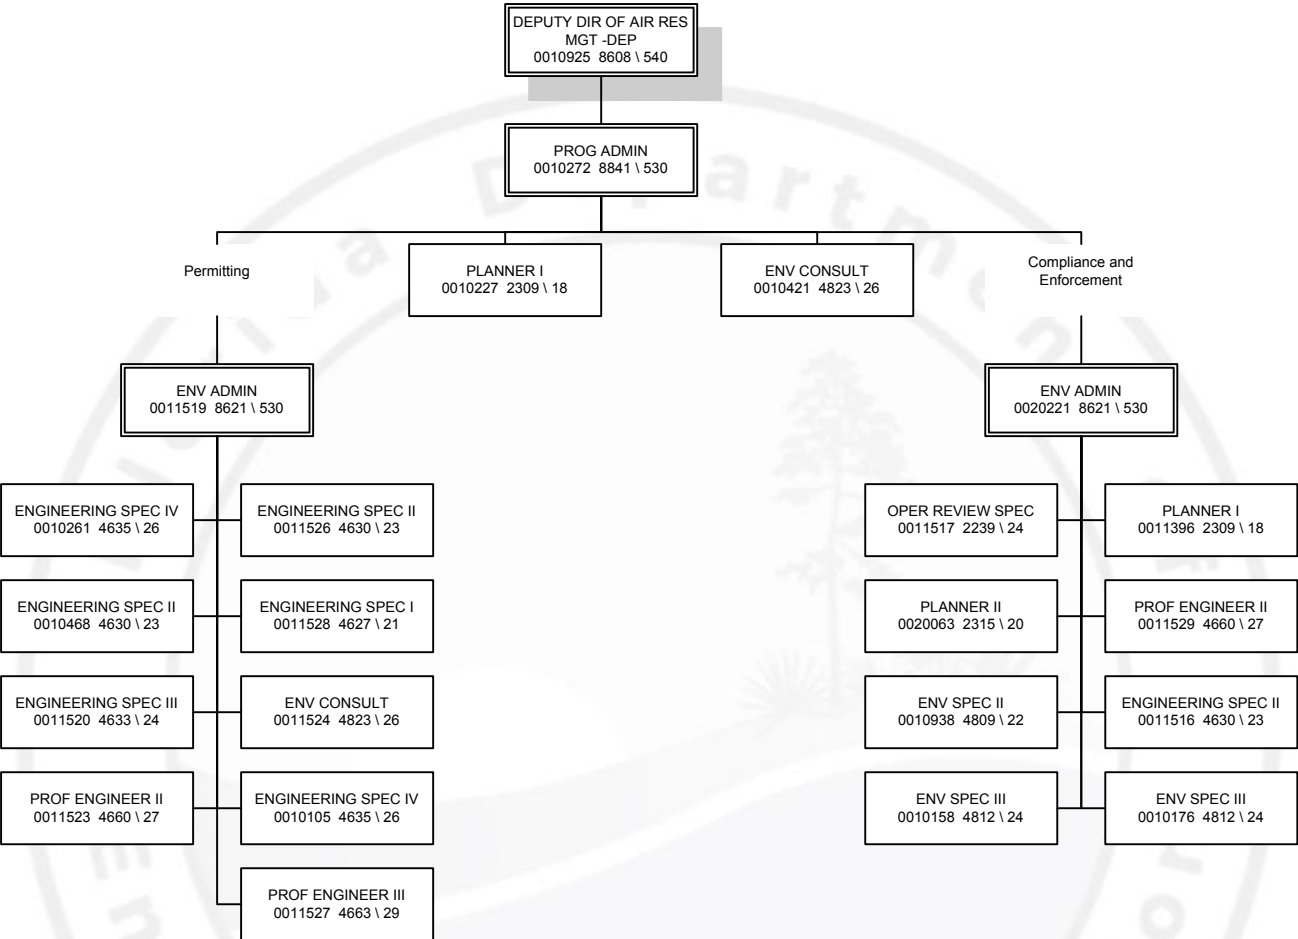 DEPUTY DIR OF AIR RES
MGT -DEP
0010925 8608 \ 540
PROG ADMIN
0010272 8841 \ 530
Permitting
PLANNER I
0010227 2309 \ 18
ENV CONSULT
0010421 4823 \ 26
Compliance and
Enforcement
ENV ADMIN
0011519 8621 \ 530
ENV ADMIN
0020221 8621 \ 530
ENGINEERING SPEC IV
0010261 4635 \ 26
ENGINEERING SPEC II
0011526 4630 \ 23
OPER REVIEW SPEC
0011517 2239 \ 24
PLANNER I
0011396 2309 \ 18
ENGINEERING SPEC II
0010468 4630 \ 23
ENGINEERING SPEC I
0011528 4627 \ 21
PLANNER II
0020063 2315 \ 20
PROF ENGINEER II
0011529 4660 \ 27
ENGINEERING SPEC III
0011520 4633 \ 24
ENV CONSULT
0011524 4823 \ 26
ENV SPEC II
0010938 4809 \ 22
ENGINEERING SPEC II
0011516 4630 \ 23
PROF ENGINEER II
0011523 4660 \ 27
ENGINEERING SPEC IV
0010105 4635 \ 26
ENV SPEC III
0010158 4812 \ 24
ENV SPEC III
0010176 4812 \ 24
PROF ENGINEER III
0011527 4663 \ 29